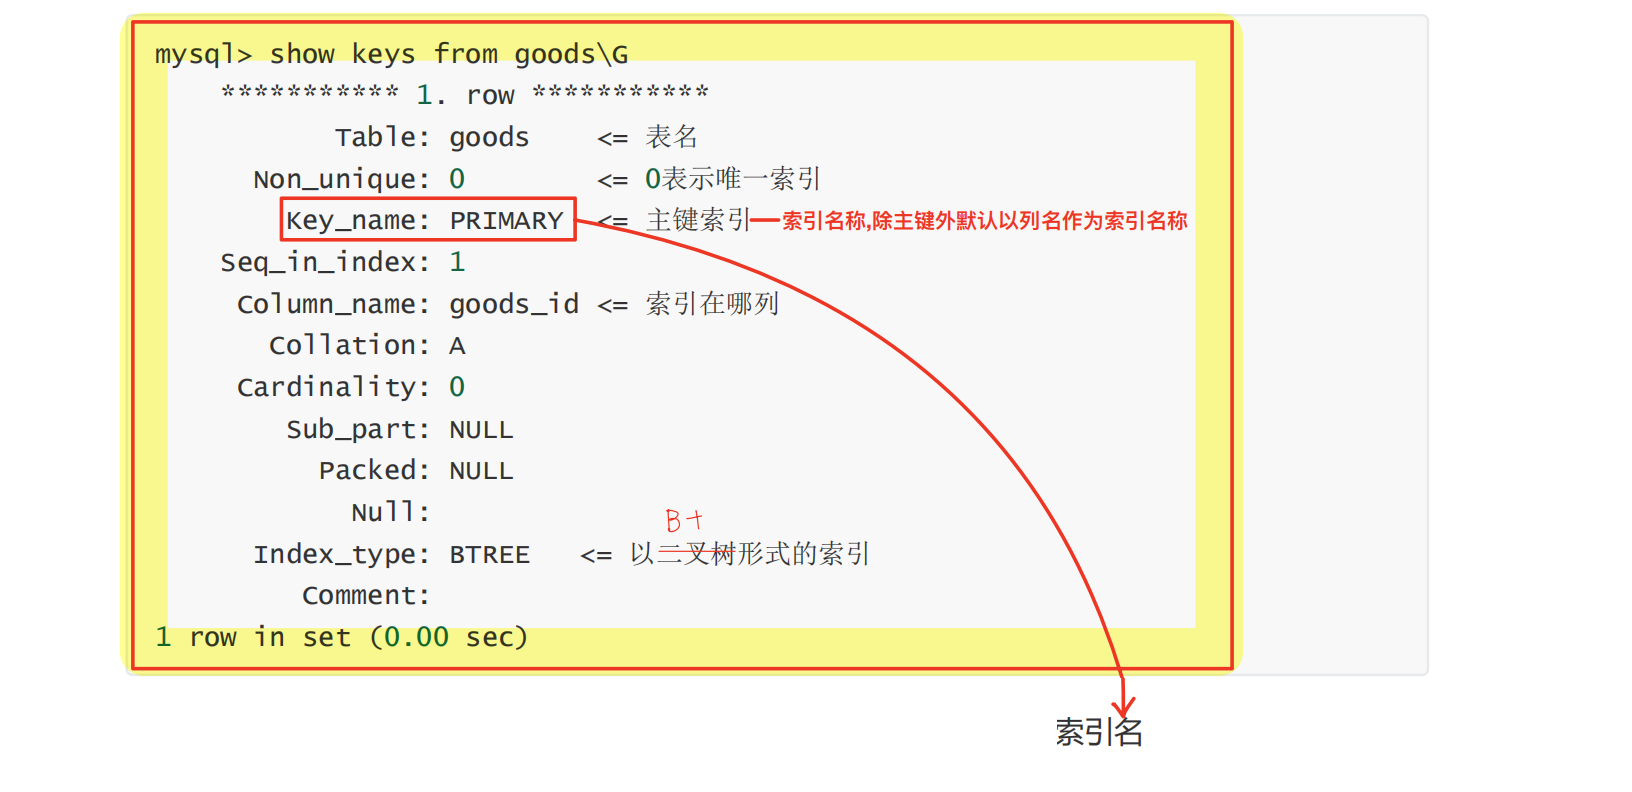 mysql> show keys from goods\G
*********** 1. row ***********
Table: goods <= 表名
Non_unique: 0 <= 0表示唯一索引
Key_name: PRIMARY <= 主键索引 索引名称,除主键外默认以列名作为索引名称
Seq_in_index: 1
Column_name: goods_id <= 索引在哪列
Collation: A
Cardinality: 0
Sub_part: NULL
Packed: NULL
Null:
B+
Index_type: BTREE <= 以二叉树形式的索引
Comment:
1 row in set (0.00 sec)
索引名